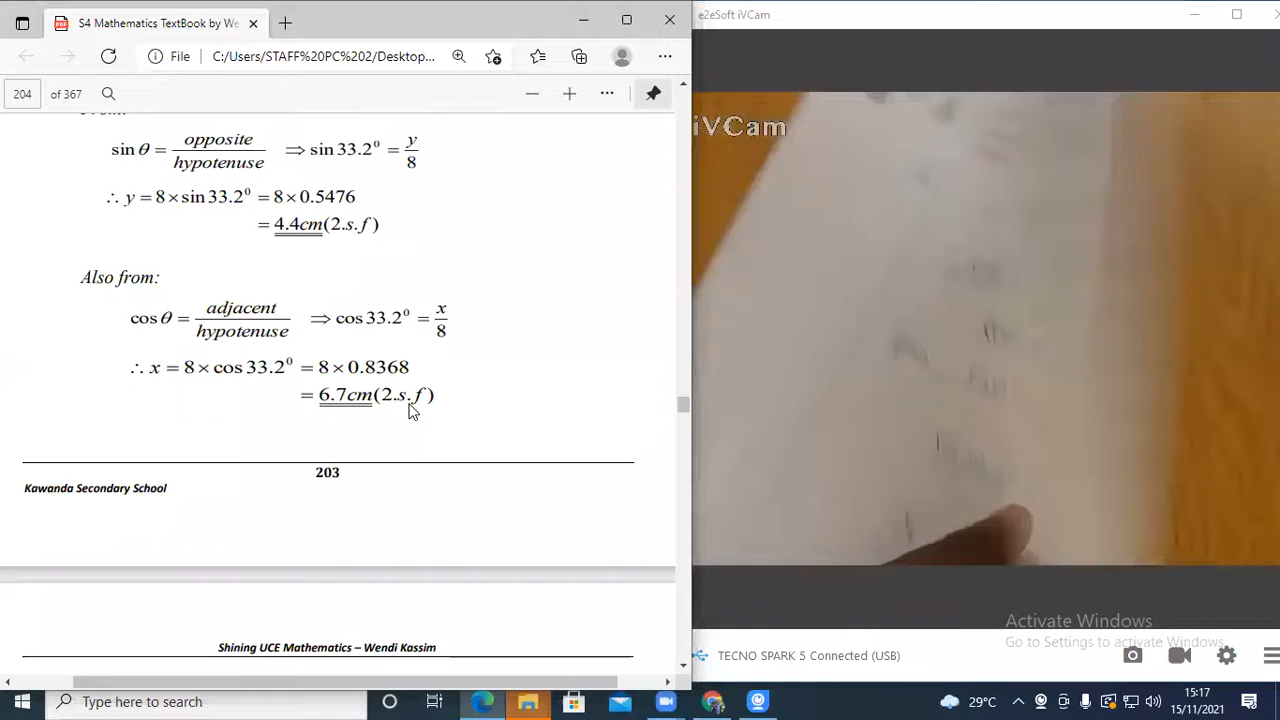 S4 Mathematics TextBook by We
e2eSoft iVCam
File
C:/Users/STAFF%20PC%202/Desktop...
204 of 367
iVCam
sin θ = opposite/hypotenuse ⇒ sin 33.2⁰ = y/8
∴ y = 8 × sin 33.2⁰ = 8 × 0.5476
= 4.4cm(2.s.f)
Also from:
cos θ = adjacent/hypotenuse ⇒ cos 33.2⁰ = x/8
∴ x = 8 × cos 33.2⁰ = 8 × 0.8368
= 6.7cm(2.s.f)
203
Kawanda Secondary School
Shining UCE Mathematics – Wendi Kassim
Activate Windows
Go to Settings to activate Windows.
TECNO SPARK 5 Connected (USB)
Type here to search
29°C
15:17
15/11/2021